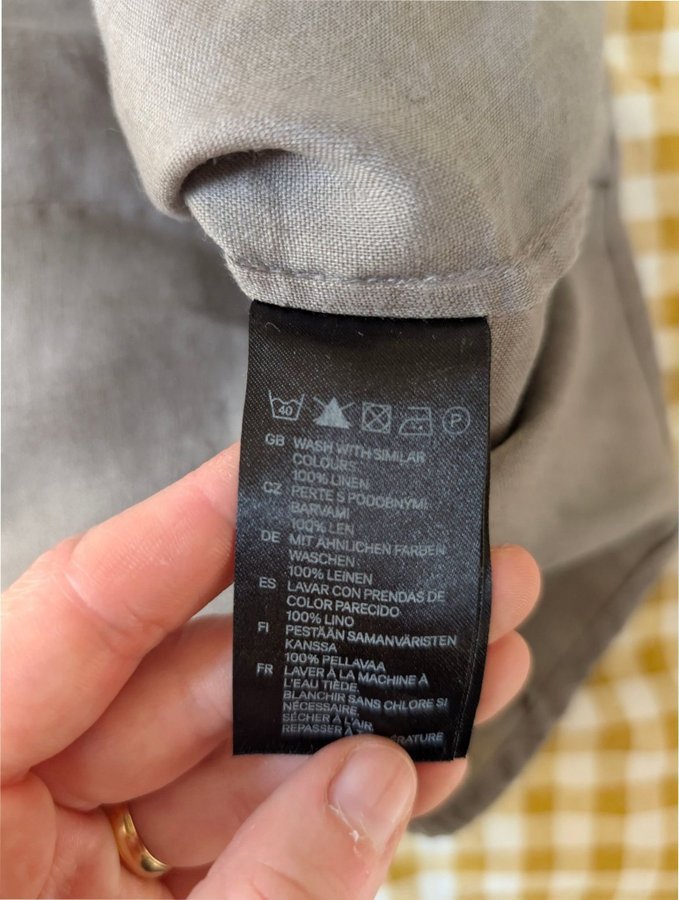 40 P
GB WASH WITH SIMILAR
COLOURS
100% LINEN
CZ PERTE S PODOBNÝMI
BARVAMI
100% LEN
DE MIT ÄHNLICHEN FARBEN
WASCHEN
100% LEINEN
ES LAVAR CON PRENDAS DE
COLOR PARECIDO
100% LINO
FI PESTÄÄN SAMANVÄRISTEN
KANSSA
100% PELLAVAA
FR LAVER À LA MACHINE À
L'EAU TIÈDE.
BLANCHIR SANS CHLORE SI
NÉCESSAIRE.
SÉCHER À L'AIR.
REPASSER À